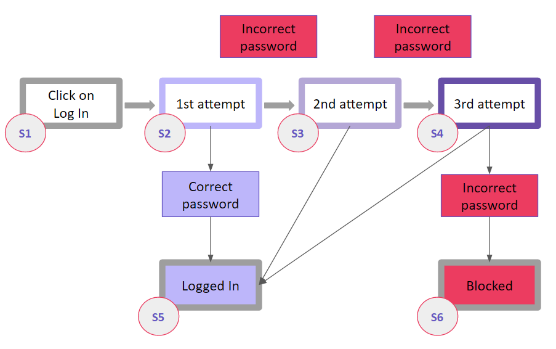 Incorrect
password
Incorrect
password
Click on
Log In
1st attempt
2nd attempt
3rd attempt
S1
S2
S3
S4
Correct
password
Incorrect
password
Logged In
Blocked
S5
S6